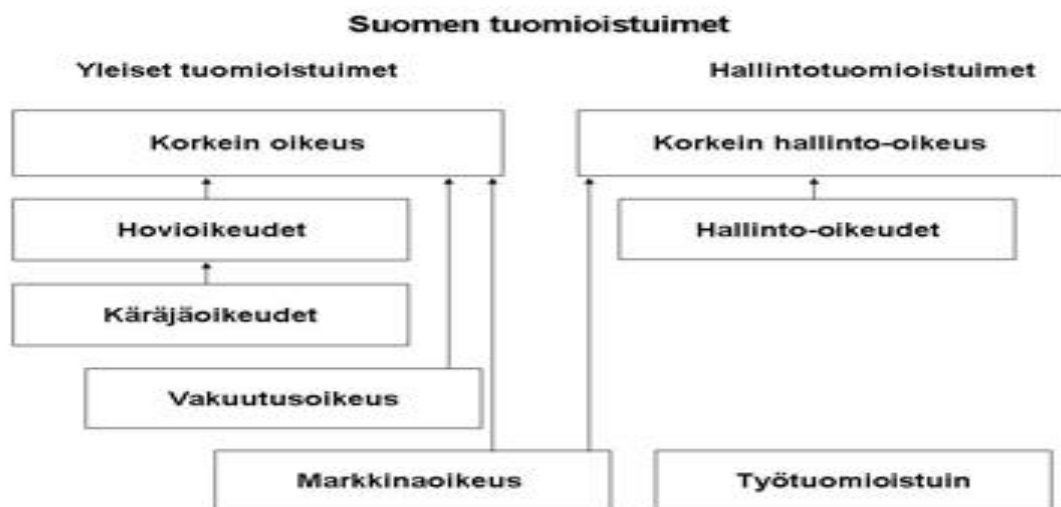 Suomen tuomioistuimet
Yleiset tuomioistuimet
Hallintotuomioistuimet
Korkein oikeus
Korkein hallinto-oikeus
Hovioikeudet
Hallinto-oikeudet
Käräjäoikeudet
Vakuutusoikeus
Markkinaoikeus
Työtuomioistuin